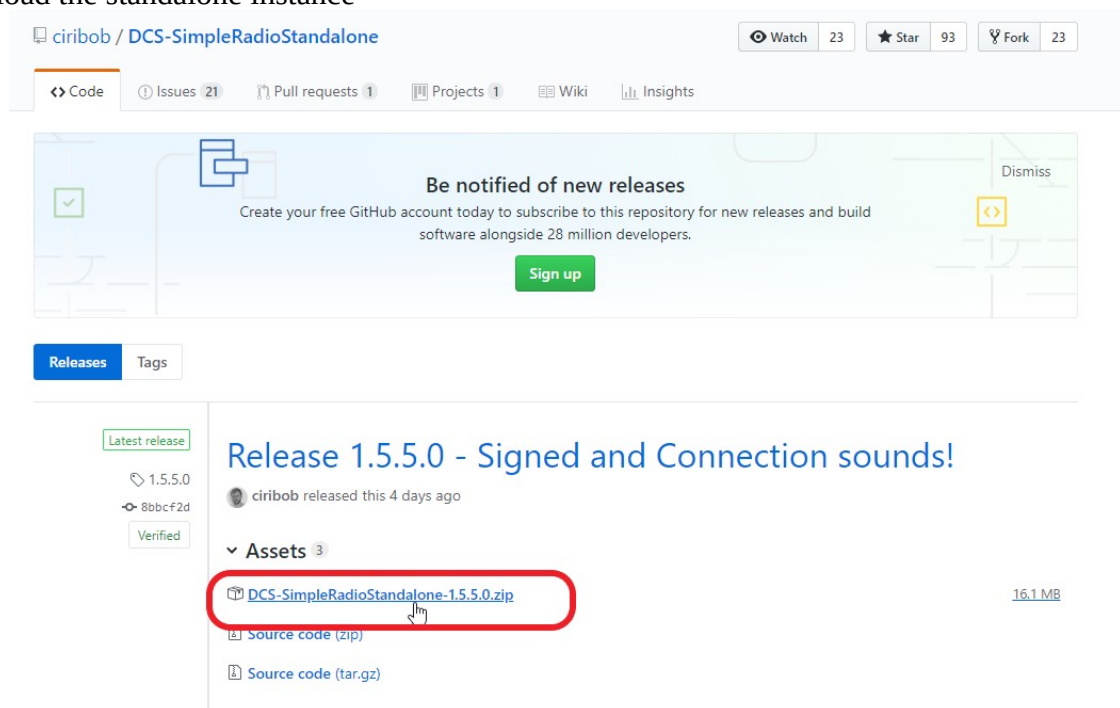 the standalone instance
ciribob / DCS-SimpleRadioStandalone
Watch 23 Star 93 Fork 23
Code Issues 21 Pull requests 1 Projects 1 Wiki Insights
Dismiss
Be notified of new releases
Create your free GitHub account today to subscribe to this repository for new releases and build
software alongside 28 million developers.
Sign up
Releases Tags
Latest release
1.5.5.0
8bbcf2d
Verified
Release 1.5.5.0 - Signed and Connection sounds!
ciribob released this 4 days ago
Assets 3
DCS-SimpleRadioStandalone-1.5.5.0.zip 16.1 MB
Source code (zip)
Source code (tar.gz)